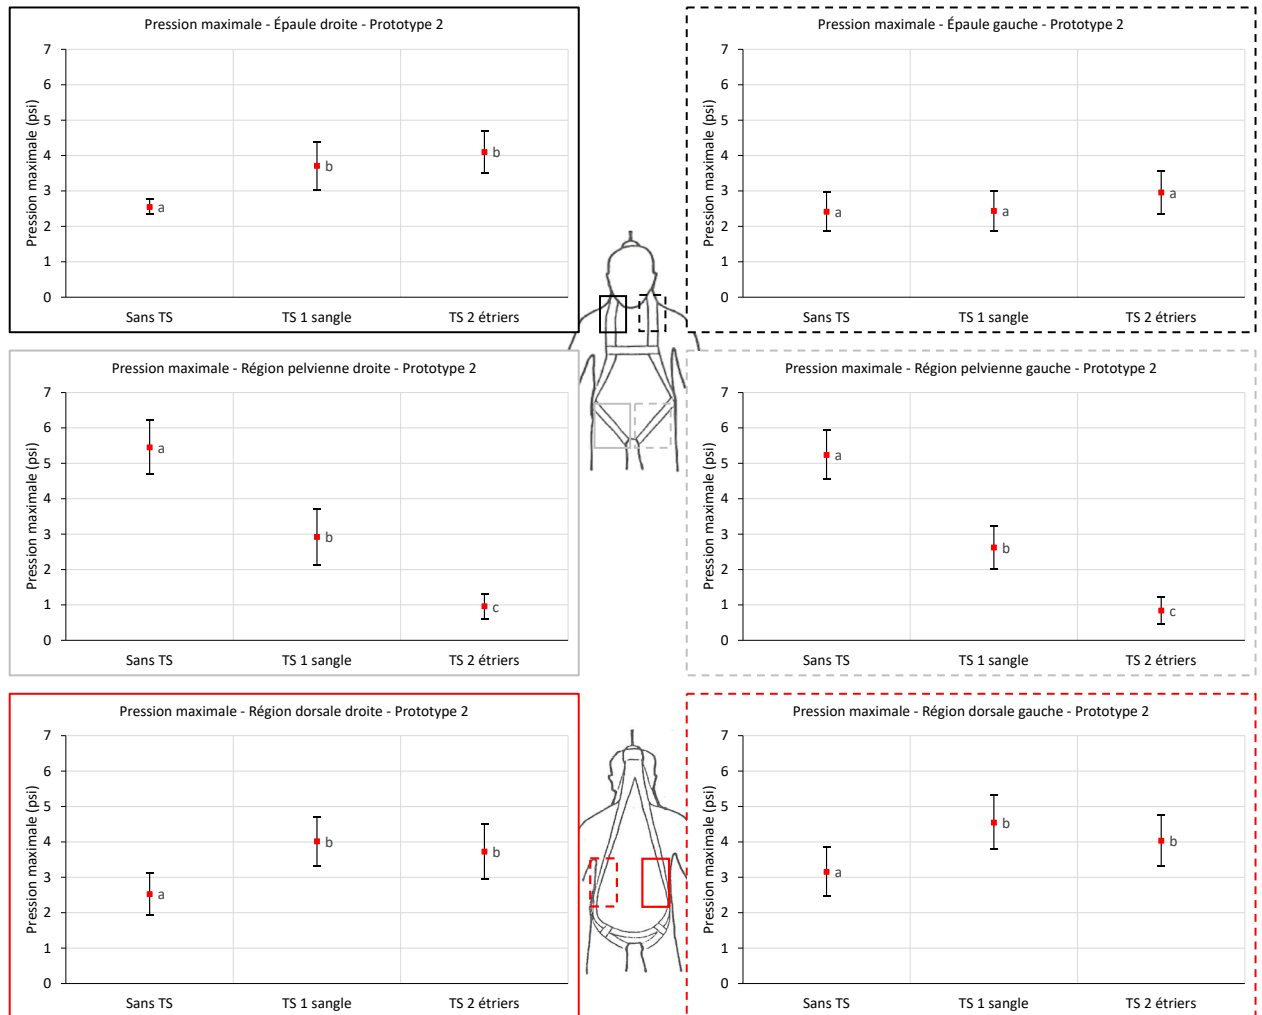 Pression maximale - Épaule droite - Prototype 2
Pression maximale (psi)
7
6
5
4
3
2
1
0
a
b
b
Sans TS TS 1 sangle TS 2 étriers
Pression maximale - Épaule gauche - Prototype 2
Pression maximale (psi)
7
6
5
4
3
2
1
0
a
a
a
Sans TS TS 1 sangle TS 2 étriers
Pression maximale - Région pelvienne droite - Prototype 2
Pression maximale (psi)
7
6
5
4
3
2
1
0
a
b
c
Sans TS TS 1 sangle TS 2 étriers
Pression maximale - Région pelvienne gauche - Prototype 2
Pression maximale (psi)
7
6
5
4
3
2
1
0
a
b
c
Sans TS TS 1 sangle TS 2 étriers
Pression maximale - Région dorsale droite - Prototype 2
Pression maximale (psi)
7
6
5
4
3
2
1
0
a
b
b
Sans TS TS 1 sangle TS 2 étriers
Pression maximale - Région dorsale gauche - Prototype 2
Pression maximale (psi)
7
6
5
4
3
2
1
0
a
b
b
Sans TS TS 1 sangle TS 2 étriers